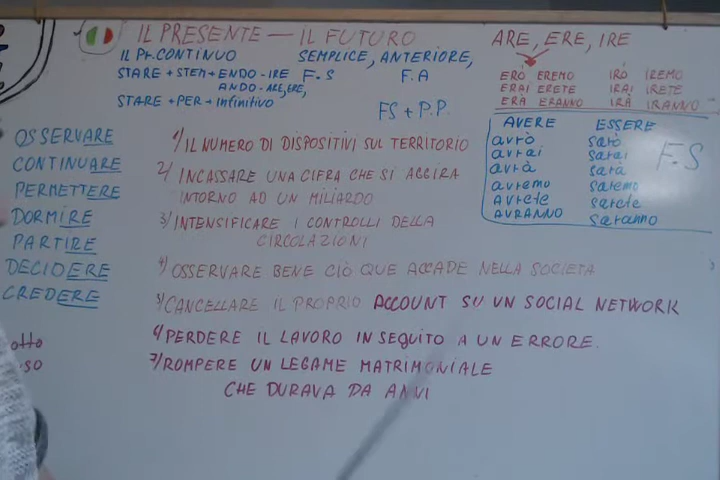 IL PRESENTE — IL FUTURO
ARE, ERE, IRE
IL Pr. CONTINUO
SEMPLICE, ANTERIORE,
STARE + STEM + ENDO - IRE
F.S
F.A
ANDO - ARE, ERE,
STARE + PER + Infinitivo
FS + P.P.
ERÒ EREMO
IRÒ IREMO
ERAI ERETE
IRAI IRETE
ERÀ ERANNO
IRÀ IRANNO
AVERE
ESSERE
avrò
sarò
avrai
sarai
avrà
sarà
avremo
saremo
avrete
sarete
AVRANNO
saranno
F.S
OSSERVARE
CONTINUARE
PERMETTERE
DORMIRE
PARTIRE
DECIDERE
CREDERE
otto
so
1/ IL NUMERO DI DISPOSITIVI SUL TERRITORIO
2/ INCASSARE UNA CIFRA CHE SI AGGIRA
INTORNO AD UN MILIARDO
3/ INTENSIFICARE I CONTROLLI DELLA
CIRCOLAZIONI
4/ OSSERVARE BENE CIÒ QUE ACCADE NELLA SOCIETA
5/ CANCELLARE IL PROPRIO ACCOUNT SU UN SOCIAL NETWORK
6/ PERDERE IL LAVORO IN SEGUITO A UN ERRORE.
7/ ROMPERE UN LEGAME MATRIMONIALE
CHE DURAVA DA ANNI